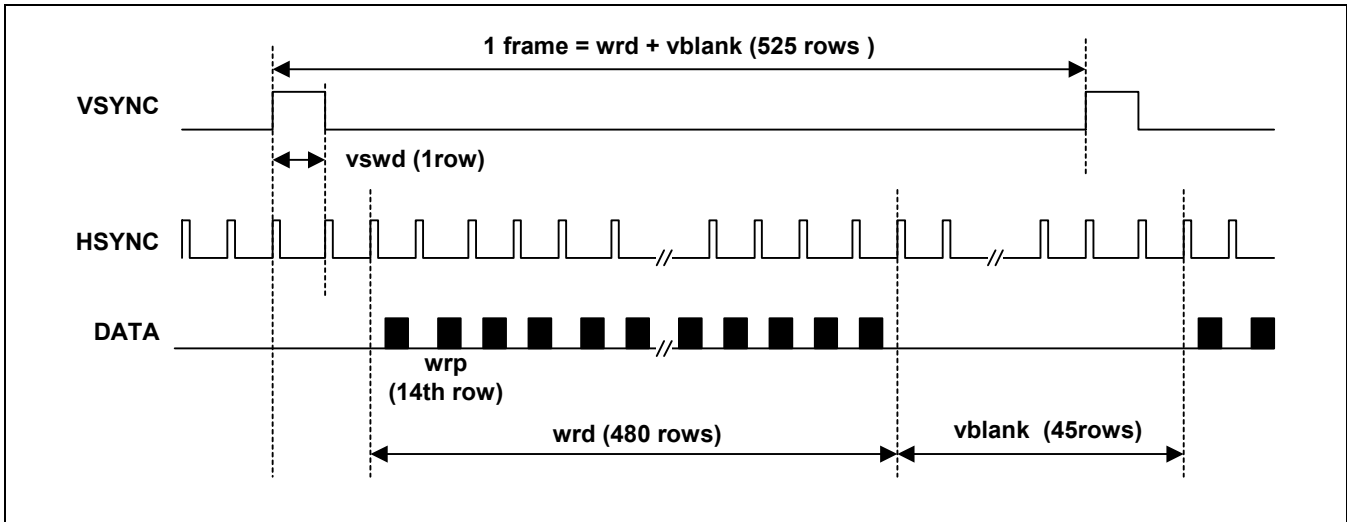 1 frame = wrd + vblank (525 rows )
VSYNC
vswd (1row)
HSYNC
DATA
wrp
(14th row)
wrd (480 rows)
vblank (45rows)